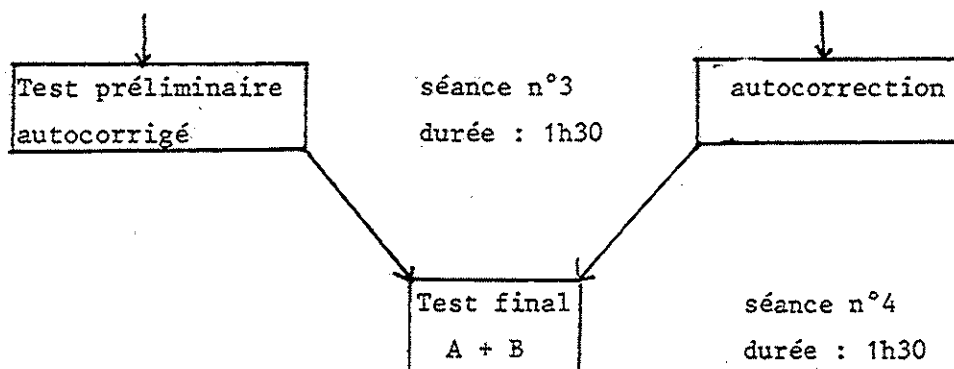 Test préliminaire
autocorrigé
séance n°3
durée : 1h30
autocorrection
Test final
A + B
séance n°4
durée : 1h30